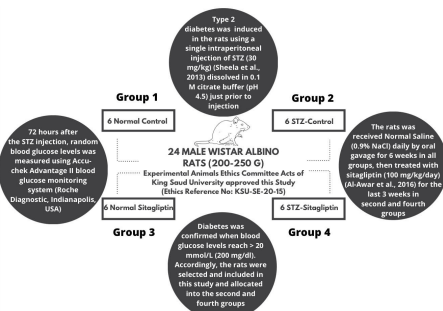 Type 2
diabetes was induced
in the rats using a
single intraperitoneal
injection of STZ (30
mg/kg) (Sheela et al.,
2013) dissolved in 0.1
M citrate buffer (pH
4.5) just prior to
injection
Group 1
Group 2
6 Normal Control
6 STZ-Control
72 hours after
the STZ injection, random
blood glucose levels was
measured using Accu-
chek Advantage II blood
glucose monitoring
system (Roche
Diagnostic, Indianapolis,
USA)
24 MALE WISTAR ALBINO
RATS (200-250 G)
Experimental Animals Ethics Committee Acts of
King Saud University approved this Study
(Ethics Reference No: KSU-SE-20-15)
The rats was
received Normal Saline
(0.9% NaCl) daily by oral
gavage for 6 weeks in all
groups, then treated with
sitagliptin (100 mg/kg/day)
(Al-Awar et al., 2016) for the
last 3 weeks in
second and fourth
groups
6 Normal Sitagliptin
6 STZ-Sitagliptin
Group 3
Group 4
Diabetes was
confirmed when blood
glucose levels reach > 20
mmol/L (200 mg/dl).
Accordingly, the rats were
selected and included in
this study and allocated
into the second and
fourth groups